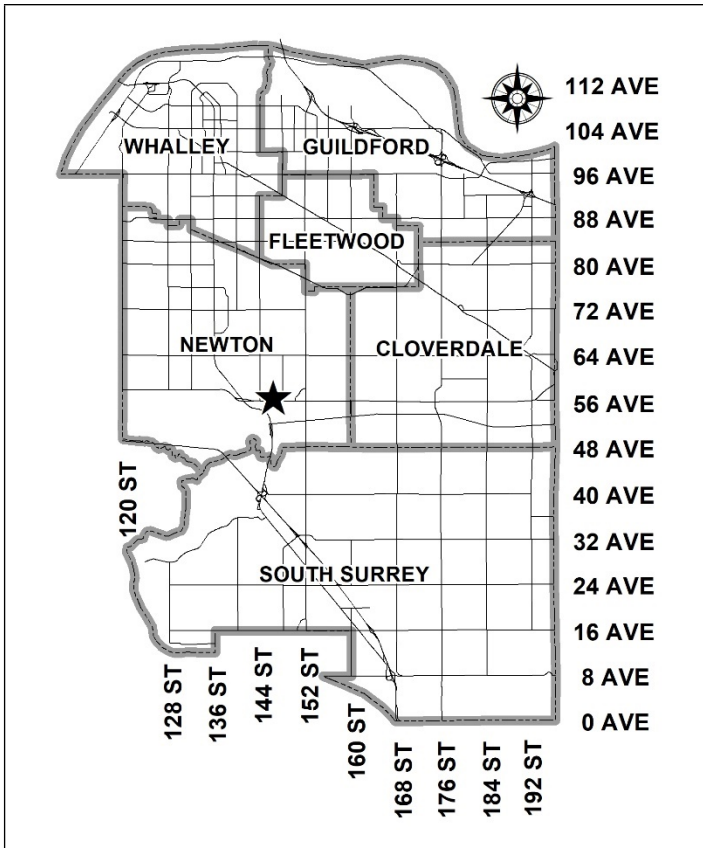 112 AVE
104 AVE
WHALLEY
GUILDFORD
96 AVE
88 AVE
FLEETWOOD
80 AVE
72 AVE
NEWTON
CLOVERDALE
64 AVE
56 AVE
48 AVE
120 ST
40 AVE
32 AVE
SOUTH SURREY
24 AVE
16 AVE
8 AVE
0 AVE
128 ST
136 ST
144 ST
152 ST
160 ST
168 ST
176 ST
184 ST
192 ST